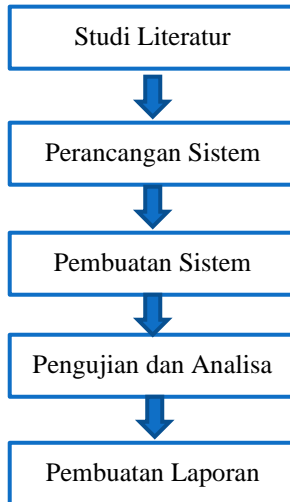 Studi Literatur
Perancangan Sistem
Pembuatan Sistem
Pengujian dan Analisa
Pembuatan Laporan